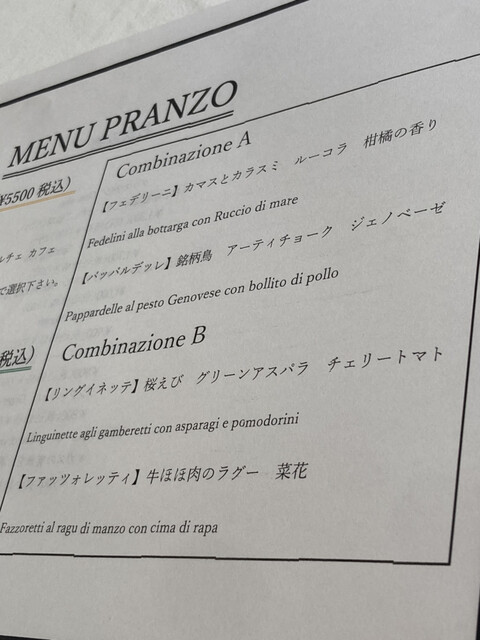 MENU PRANZO
¥5500 税込)
ルチェ カフェ
で選択下さい。
税込)
Combinazione A
【フェデリーニ】カマスとカラスミ　ルーコラ　柑橘の香り
Fedelini alla bottarga con Ruccio di mare
【パッパルデッレ】銘柄鳥　アーティチョーク　ジェノベーゼ
Pappardelle al pesto Genovese con bollito di pollo
Combinazione B
【リングイネッテ】桜えび　グリーンアスパラ　チェリートマト
Linguinette agli gamberetti con asparagi e pomodorini
【ファッツォレッティ】牛ほほ肉のラグー　菜花
Fazzoretti al ragu di manzo con cima di rapa